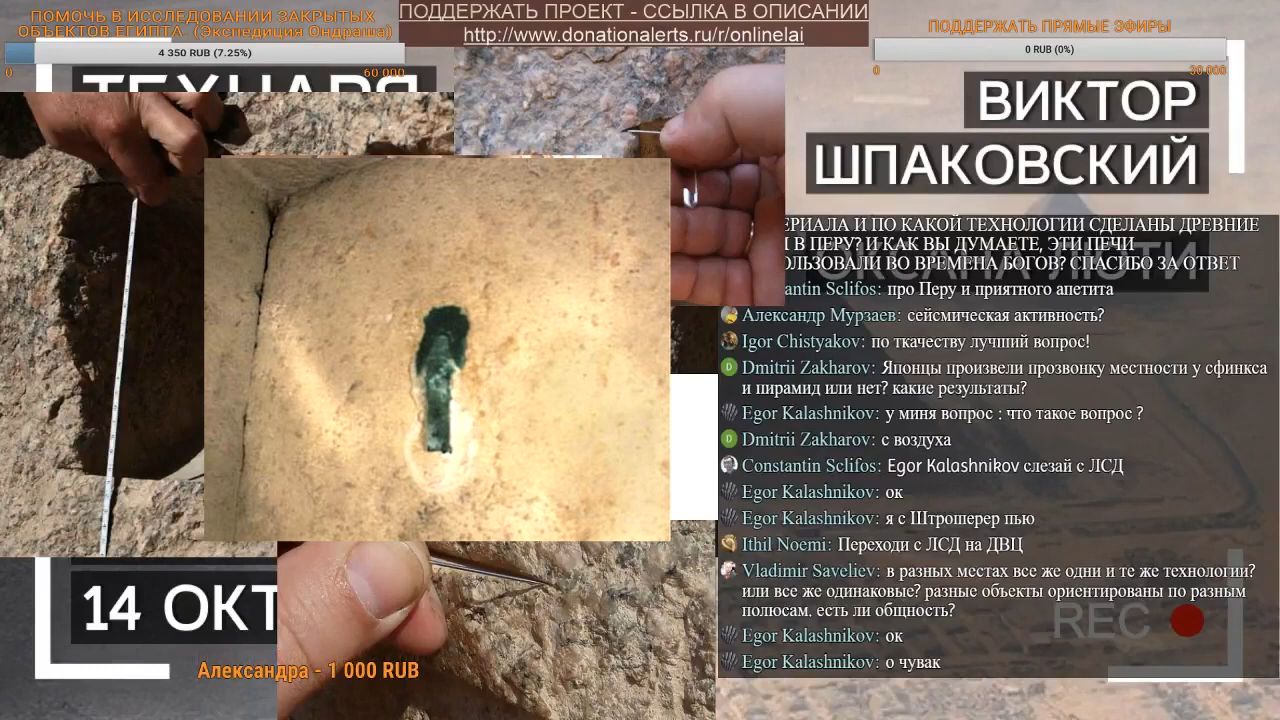 ПОМОЧЬ В ИССЛЕДОВАНИИ ЗАКРЫТЫХ
ОБЪЕКТОВ ЕГИПТА. (Экспедиция Ондраша)
4 350 RUB (7.25%)
0
60 000
ПОДДЕРЖАТЬ ПРОЕКТ - ССЫЛКА В ОПИСАНИИ
http://www.donationalerts.ru/r/onlinelai
ПОДДЕРЖАТЬ ПРЯМЫЕ ЭФИРЫ
0 RUB (0%)
0
ТЕХНАРЯ
ВИКТОР
ШПАКОВСКИЙ
И ПО КАКОЙ ТЕХНОЛОГИИ СДЕЛАНЫ ДРЕВНИЕ
В ПЕРУ? И КАК ВЫ ДУМАЕТЕ, ЭТИ ПЕЧИ
ВО ВРЕМЕНА БОГОВ? СПАСИБО ЗА ОТВЕТ
Sclifos: про Перу и приятного апетита
Александр Мурзаев: сейсмическая активность?
Igor Chistyakov: по ткачеству лучший вопрос!
Dmitrii Zakharov: Японцы произвели прозвонку местности у сфинкса
и пирамид или нет? какие результаты?
Egor Kalashnikov: у миня вопрос : что такое вопрос ?
Dmitrii Zakharov: с воздуха
Constantin Sclifos: Egor Kalashnikov слезай с ЛСД
Egor Kalashnikov: ок
Egor Kalashnikov: я с Штрошерер пью
Ithil Noemi: Переходи с ЛСД на ДВЦ
Vladimir Saveliev: в разных местах все же одни и те же технологии?
или все же одинаковые? разные объекты ориентированы по разным
полюсам. есть ли общность?
Egor Kalashnikov: ок
Egor Kalashnikov: о чувак
REC
14 ОКТ
Александра - 1 000 RUB